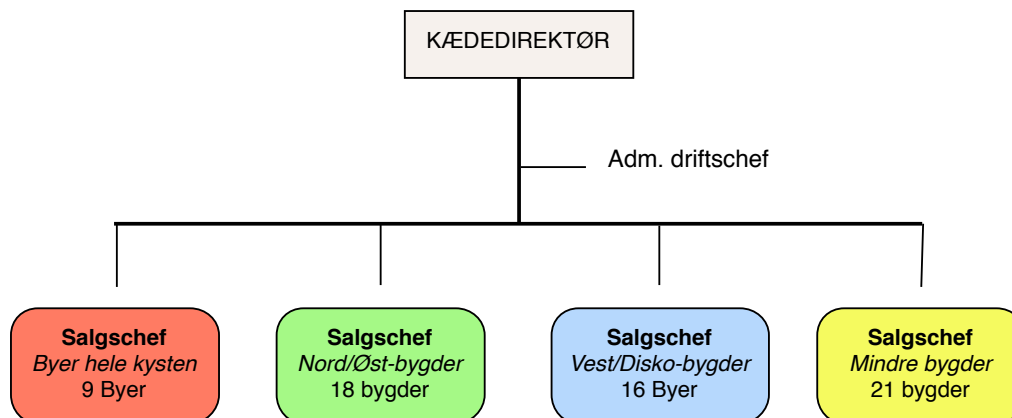 KÆDEDIREKTØR
Adm. driftschef
Salgschef
Byer hele kysten
9 Byer
Salgschef
Nord/Øst-bygder
18 bygder
Salgschef
Vest/Disko-bygder
16 Byer
Salgschef
Mindre bygder
21 bygder